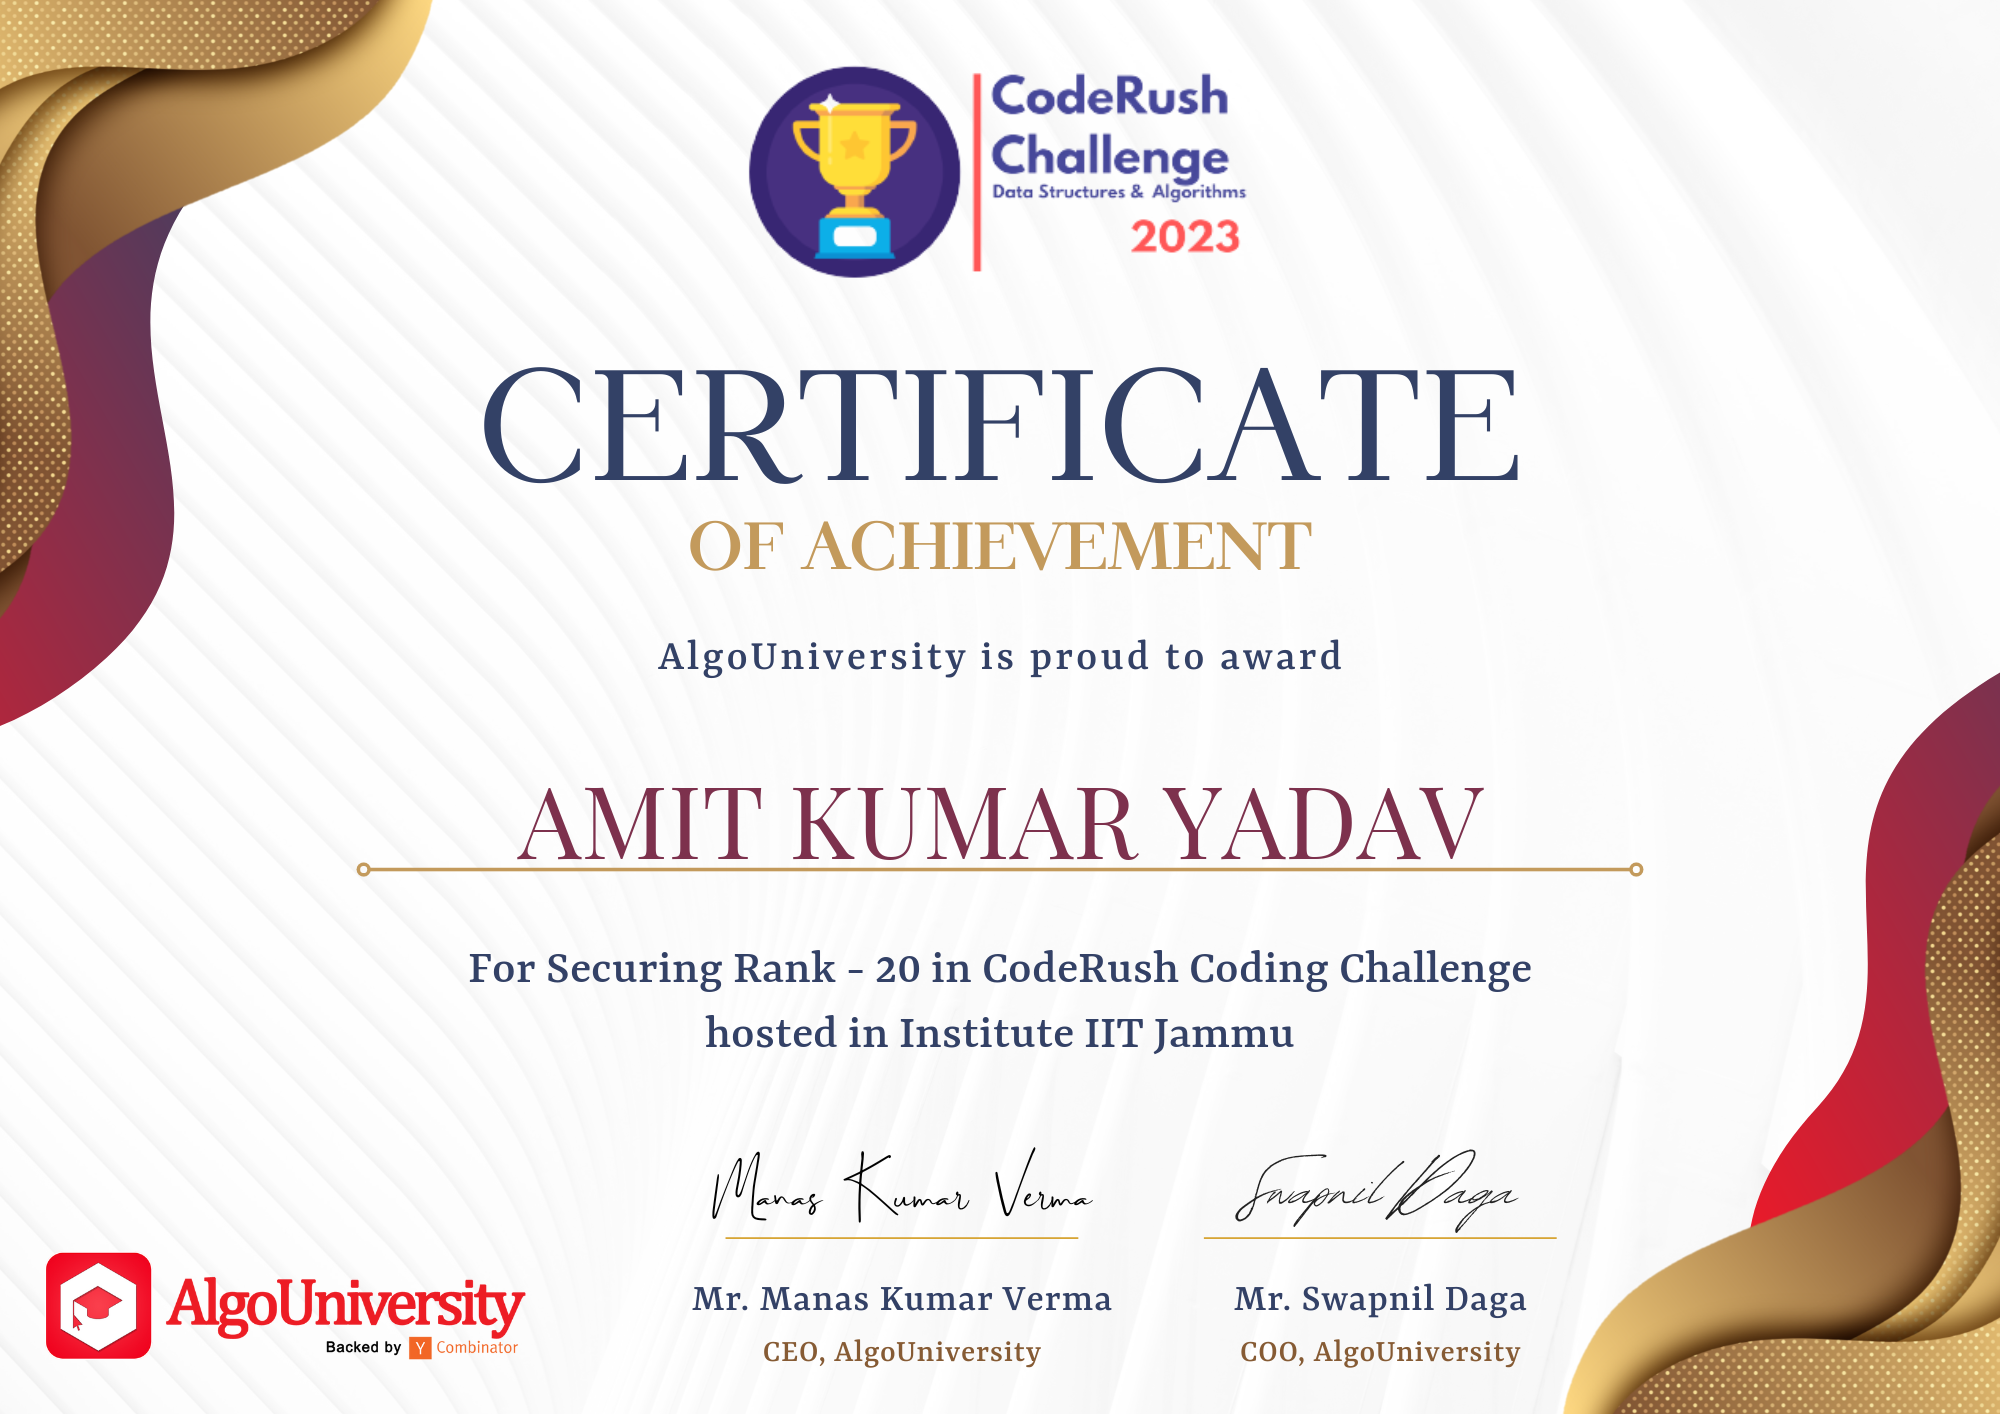 CodeRush
Challenge
Data Structures & Algorithms
2023
CERTIFICATE
OF ACHIEVEMENT
AlgoUniversity is proud to award
AMIT KUMAR YADAV
For Securing Rank - 20 in CodeRush Coding Challenge
hosted in Institute IIT Jammu
Manas Kumar Verma
Mr. Manas Kumar Verma
CEO, AlgoUniversity
Swapnil Daga
Mr. Swapnil Daga
COO, AlgoUniversity
AlgoUniversity
Backed by Y Combinator